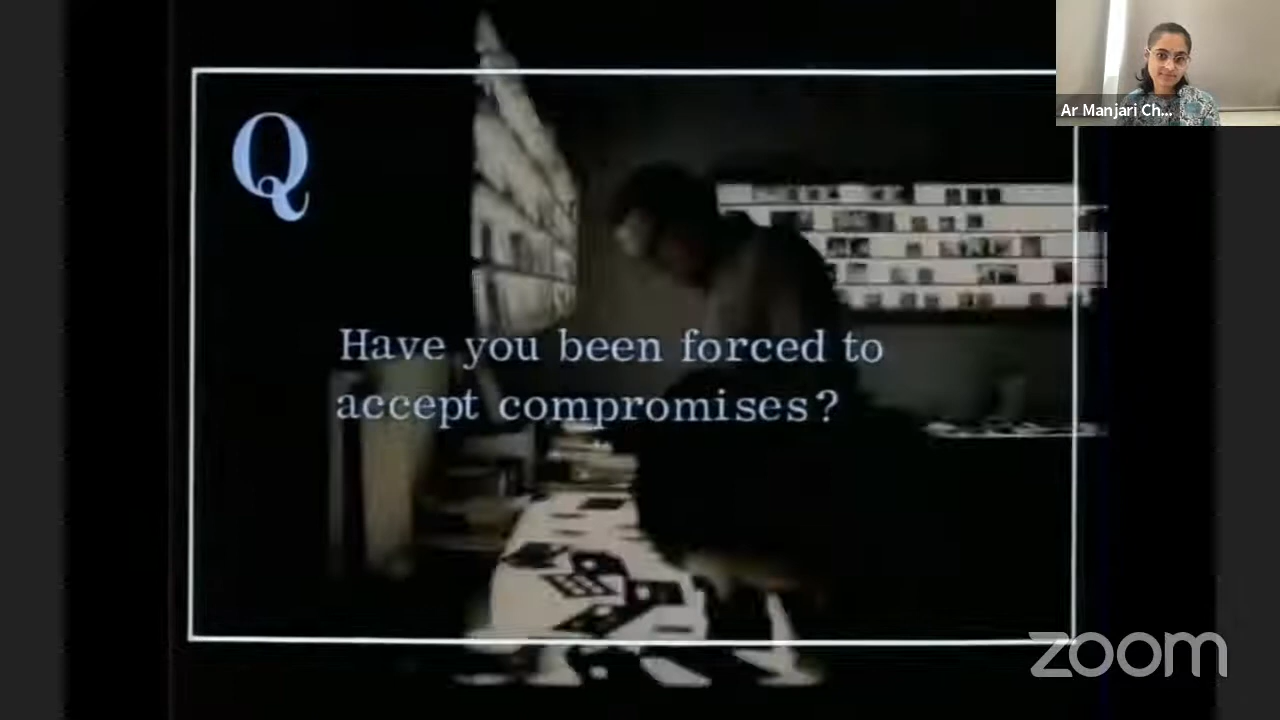 Ar Manjari Ch...
Q
Have you been forced to
accept compromises?
zoom